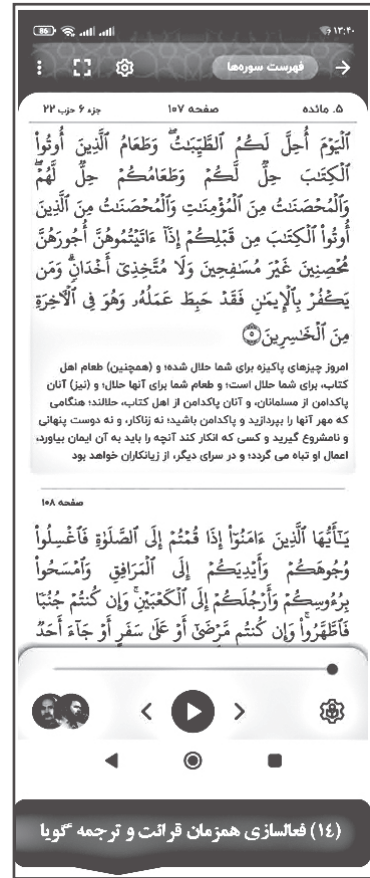 86
۱۳:۴۰
فهرست سوره‌ها
۵. مائده
صفحه ۱۰۷
جزء ۶ حزب ۲۲
ٱلۡيَوۡمَ أُحِلَّ لَكُمُ ٱلطَّيِّبَٰتُۖ وَطَعَامُ ٱلَّذِينَ أُوتُواْ
ٱلۡكِتَٰبَ حِلّٞ لَّكُمۡ وَطَعَامُكُمۡ حِلّٞ لَّهُمۡۖ
وَٱلۡمُحۡصَنَٰتُ مِنَ ٱلۡمُؤۡمِنَٰتِ وَٱلۡمُحۡصَنَٰتُ مِنَ ٱلَّذِينَ
أُوتُواْ ٱلۡكِتَٰبَ مِن قَبۡلِكُمۡ إِذَآ ءَاتَيۡتُمُوهُنَّ أُجُورَهُنَّ
مُحۡصِنِينَ غَيۡرَ مُسَٰفِحِينَ وَلَا مُتَّخِذِيٓ أَخۡدَانٖۗ وَمَن
يَكۡفُرۡ بِٱلۡإِيمَٰنِ فَقَدۡ حَبِطَ عَمَلُهُۥ وَهُوَ فِي ٱلۡأٓخِرَةِ
مِنَ ٱلۡخَٰسِرِينَ ۵
امروز چیزهای پاکیزه برای شما حلال شده؛ و (همچنین) طعام اهل
کتاب، برای شما حلال است؛ و طعام شما برای آنها حلال؛ و (نیز) آنان
پاکدامن از مسلمانان، و آنان پاکدامن از اهل کتاب، حلالند؛ هنگامی
که مهر آنها را بپردازید و پاکدامن باشید؛ نه زناکار، و نه دوست پنهانی
و نامشروع گیرید و کسی که انکار کند آنچه را باید به آن ایمان بیاورد،
اعمال او تباه می گردد؛ و در سرای دیگر، از زیانکاران خواهد بود
صفحه ۱۰۸
يَٰٓأَيُّهَا ٱلَّذِينَ ءَامَنُوٓاْ إِذَا قُمۡتُمۡ إِلَى ٱلصَّلَوٰةِ فَٱغۡسِلُواْ
وُجُوهَكُمۡ وَأَيۡدِيَكُمۡ إِلَى ٱلۡمَرَافِقِ وَٱمۡسَحُواْ
بِرُءُوسِكُمۡ وَأَرۡجُلَكُمۡ إِلَى ٱلۡكَعۡبَيۡنِۚ وَإِن كُنتُمۡ جُنُبٗا
فَٱطَّهَّرُواْۚ وَإِن كُنتُم مَّرۡضَىٰٓ أَوۡ عَلَىٰ سَفَرٍ أَوۡ جَآءَ أَحَدٞ
(١٤) فعالسازی همزمان قرائت و ترجمه گویا